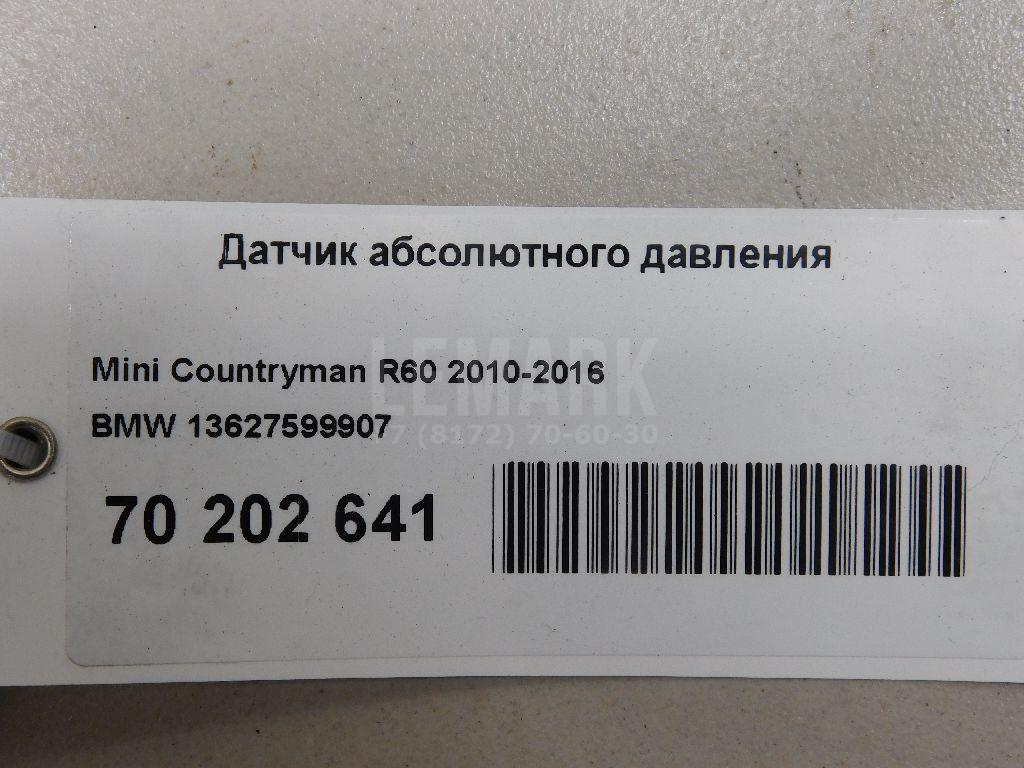 Датчик абсолютного давления
LEMARK
Mini Countryman R60 2010-2016
BMW 13627599907
+7 (8172) 70-60-30
70 202 641